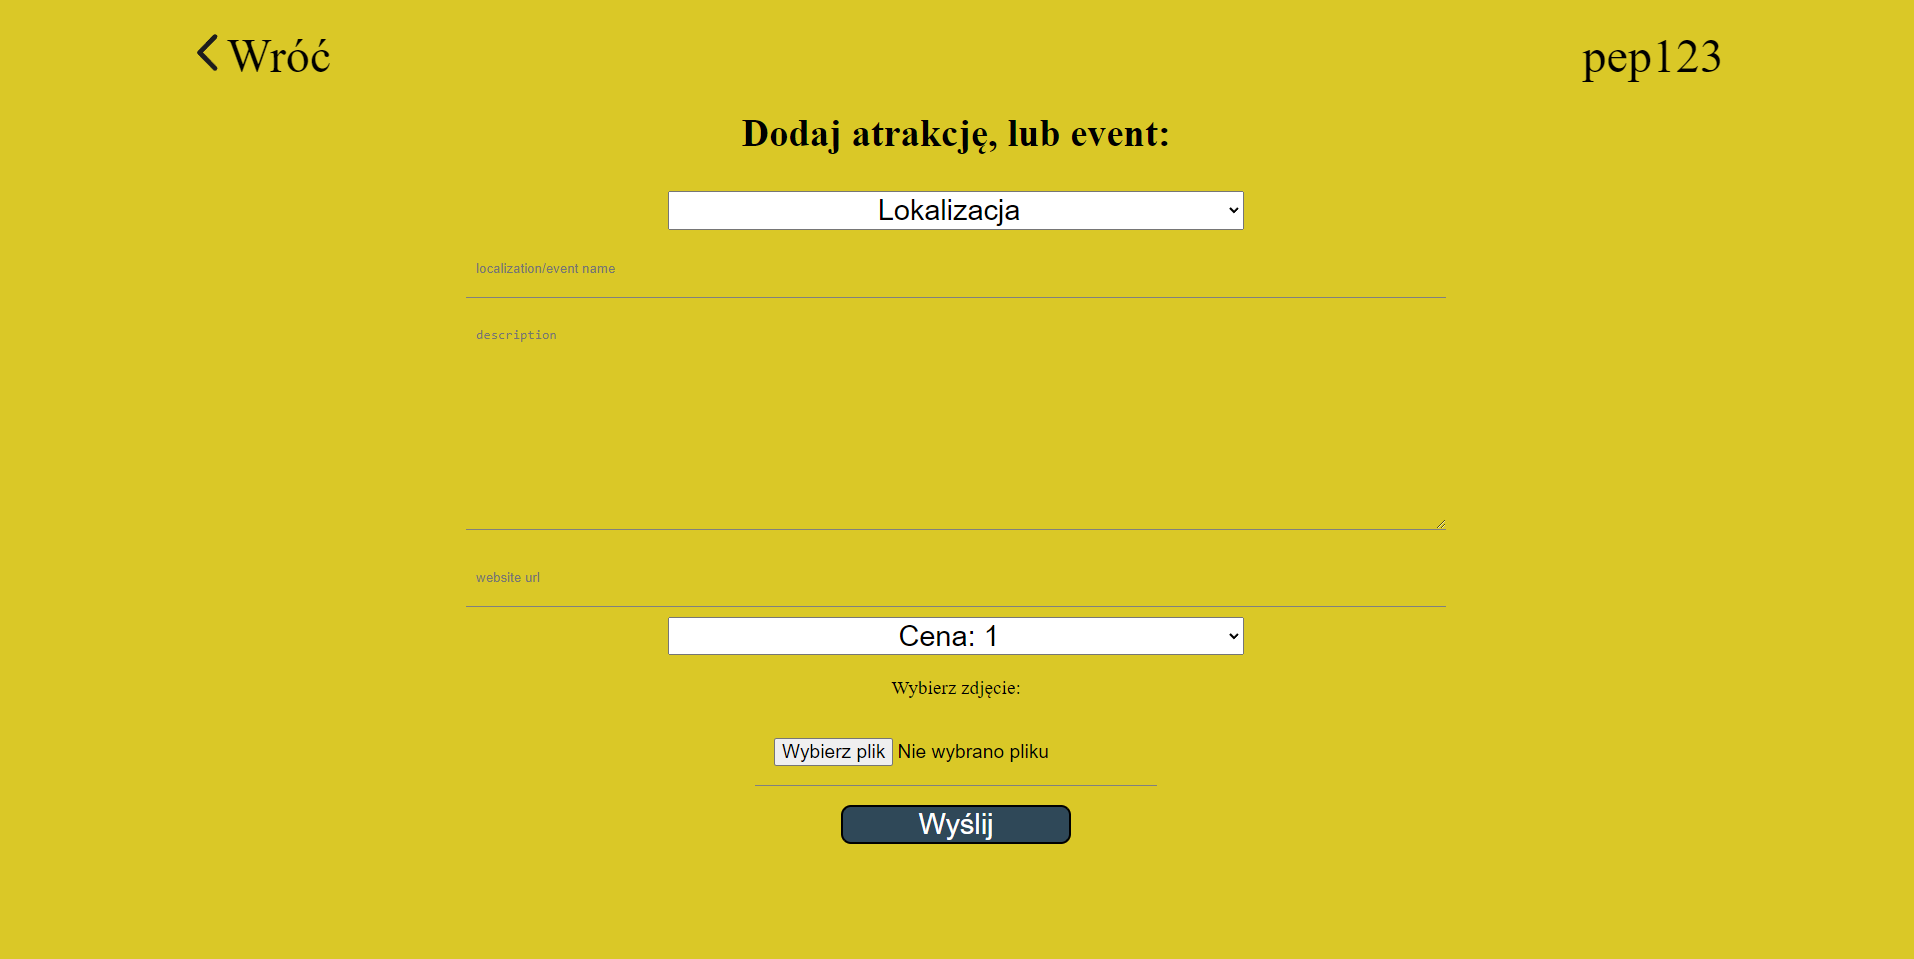 Wróć
pep123
Dodaj atrakcję, lub event:
Lokalizacja
localization/event name
description
website url
Cena: 1
Wybierz zdjęcie:
Wybierz plik Nie wybrano pliku
Wyślij